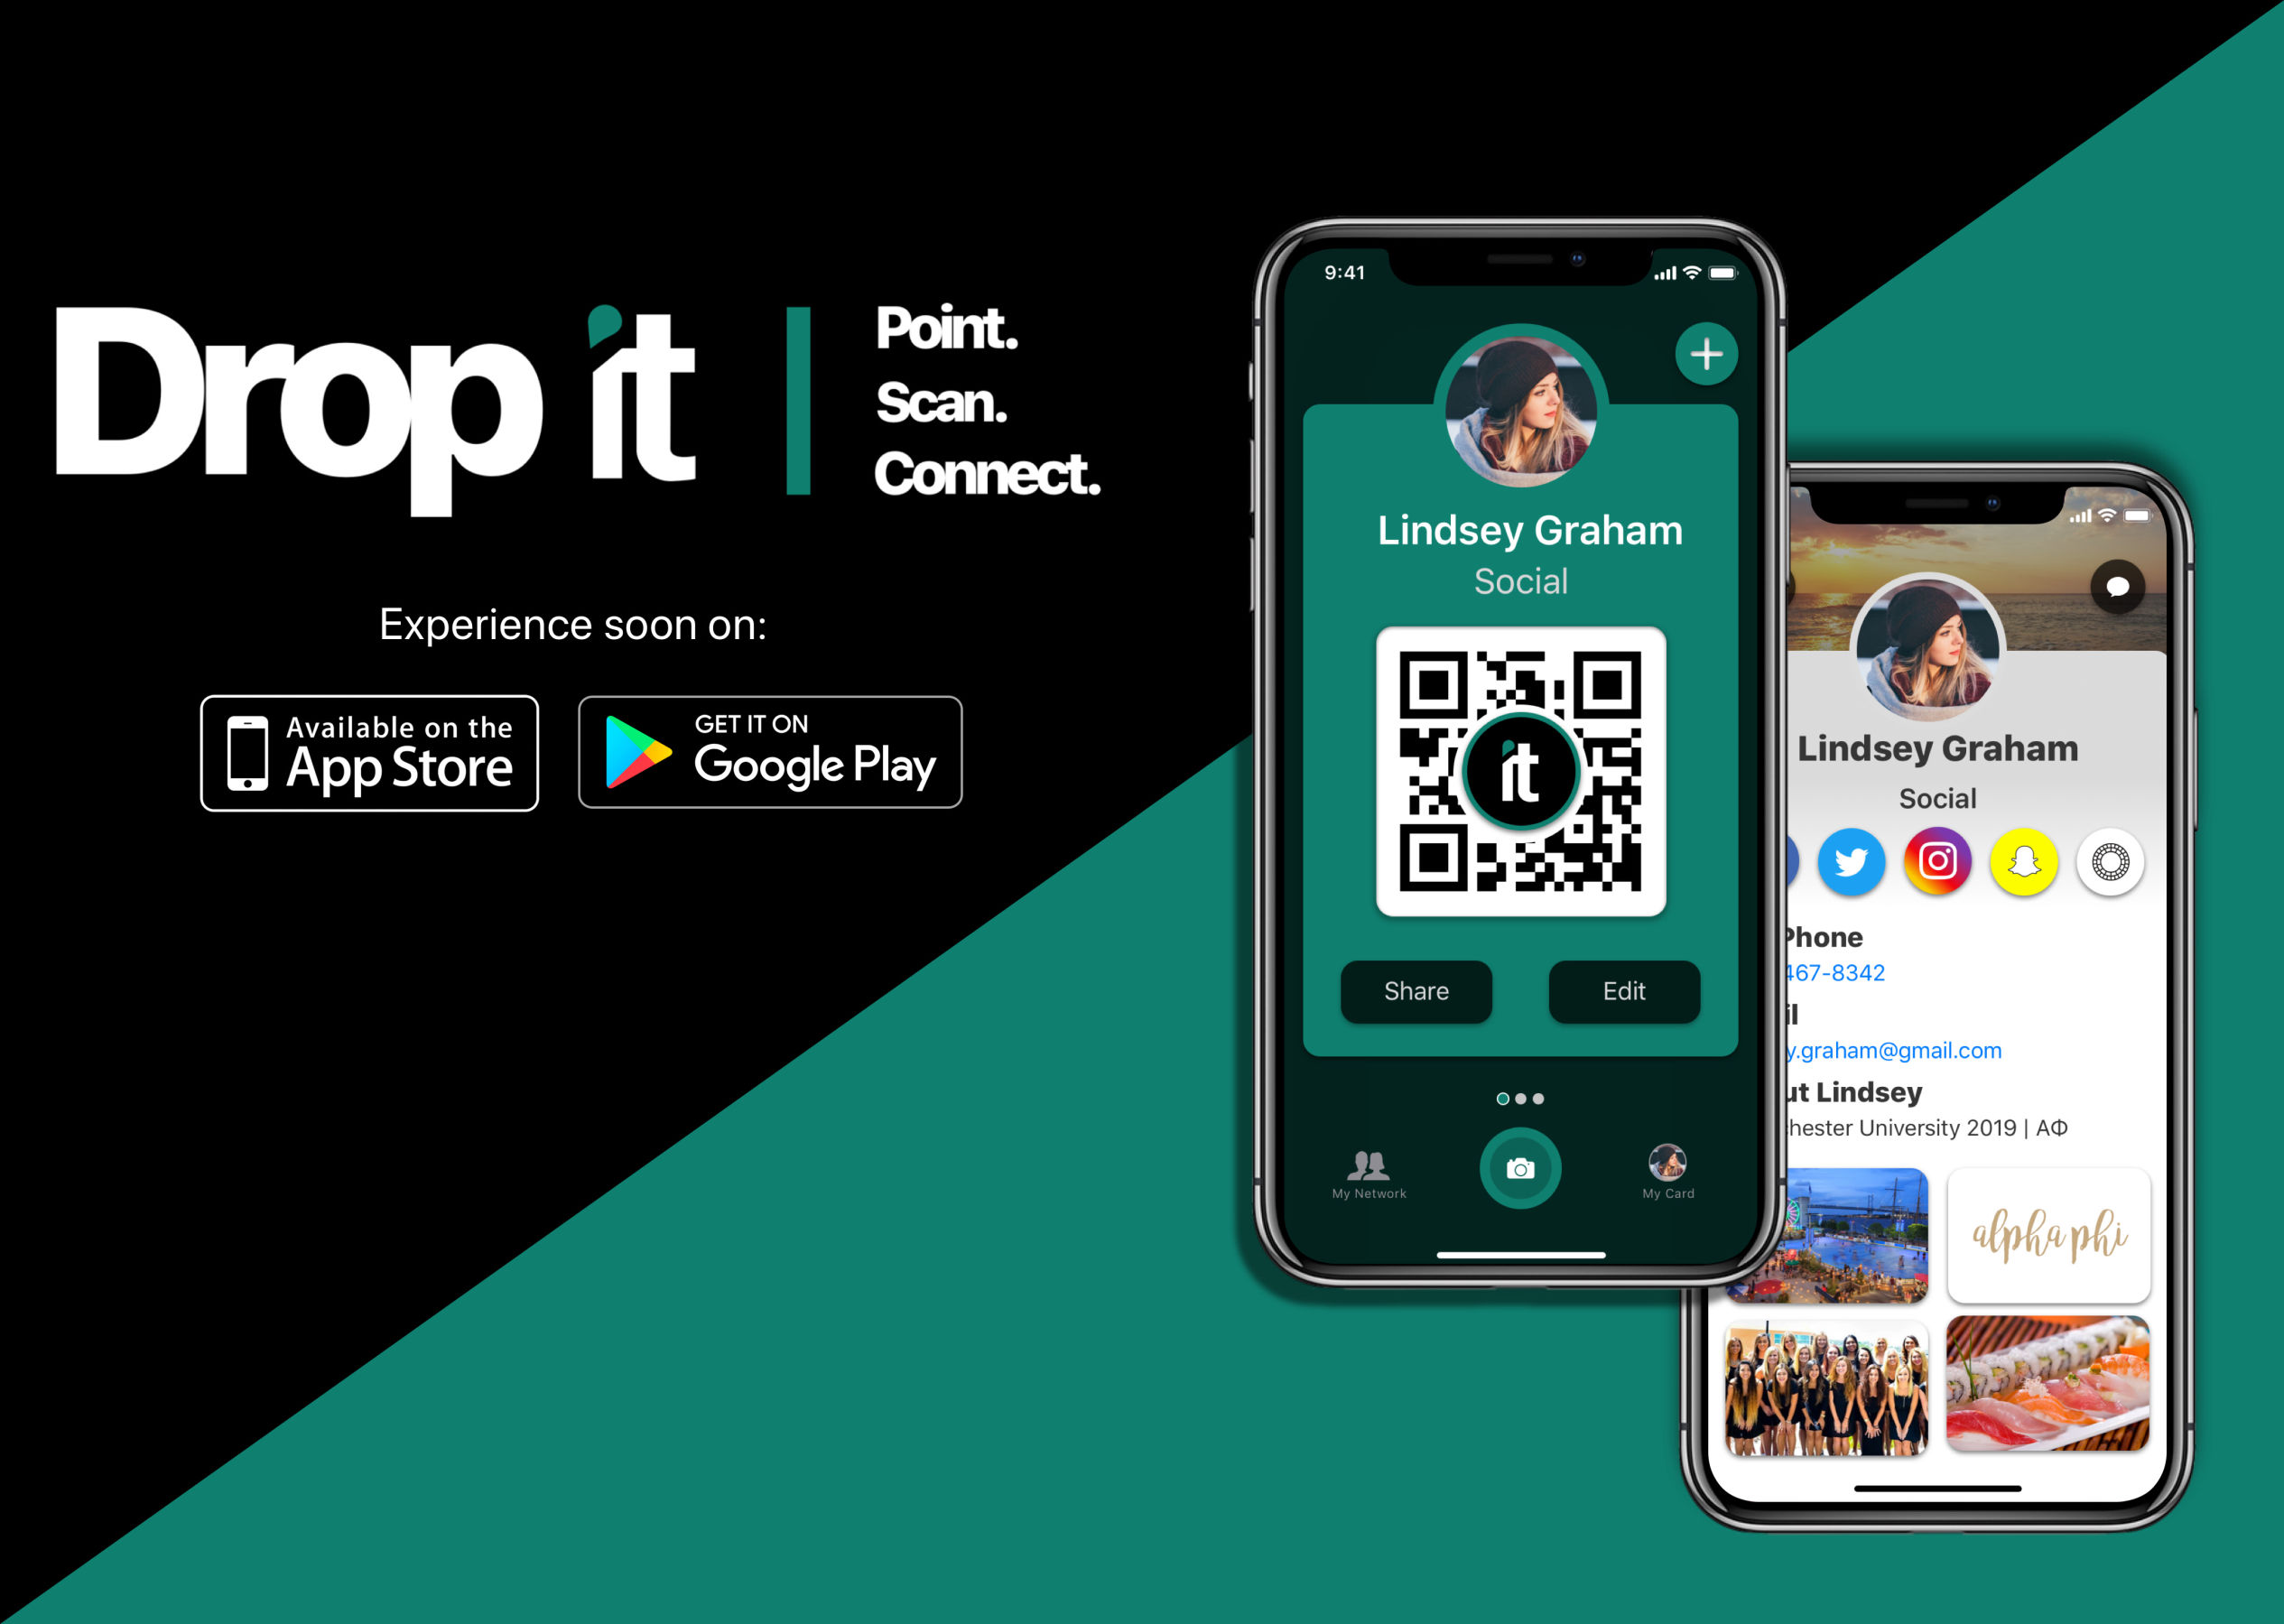 Drop it
Point.
Scan.
Connect.
Experience soon on:
Available on the
App Store
GET IT ON
Google Play
9:41
Lindsey Graham
Social
it
Share
Edit
My Network
My Card
Lindsey Graham
Social
Phone
467-8342
il
y.graham@gmail.com
ut Lindsey
hester University 2019 | ΑΦ
alpha phi